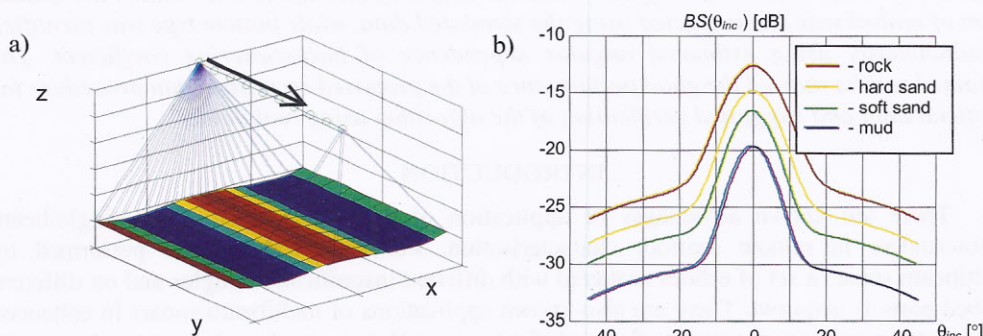 a)
z
x
y
b)
BS(θInc) [dB]
-10
-15
-20
-25
-30
-35
- rock
- hard sand
- soft sand
- mud
-40
-20
0
20
40
θInc [°]